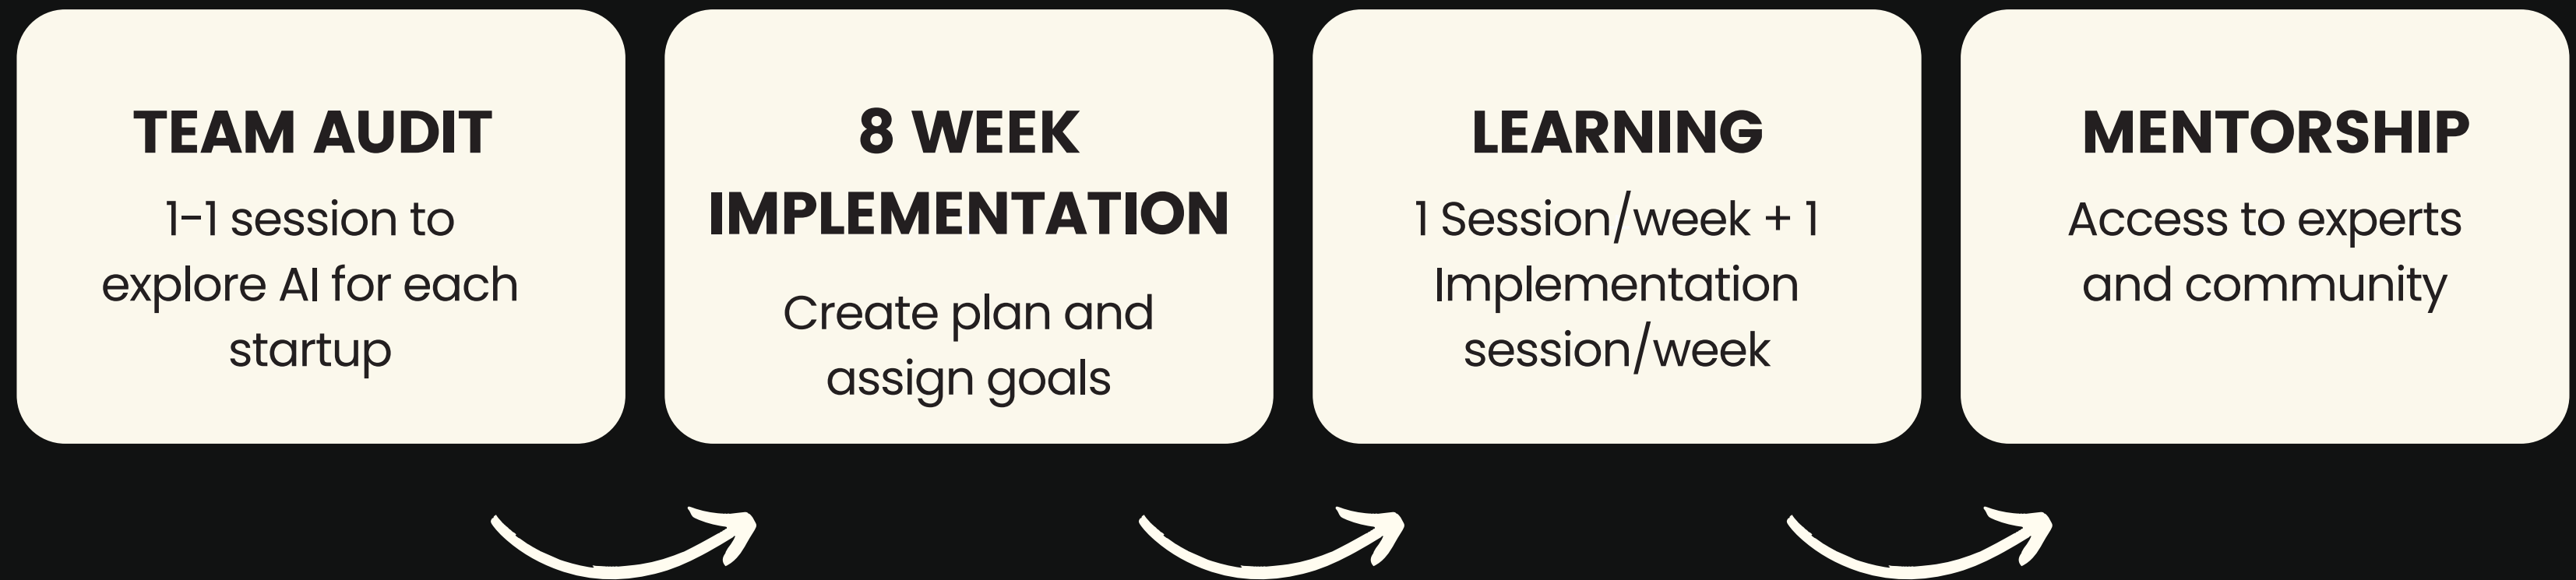 TEAM AUDIT
1-1 session to
explore AI for each
startup
8 WEEK
IMPLEMENTATION
Create plan and
assign goals
LEARNING
1 Session/week + 1
Implementation
session/week
MENTORSHIP
Access to experts
and community